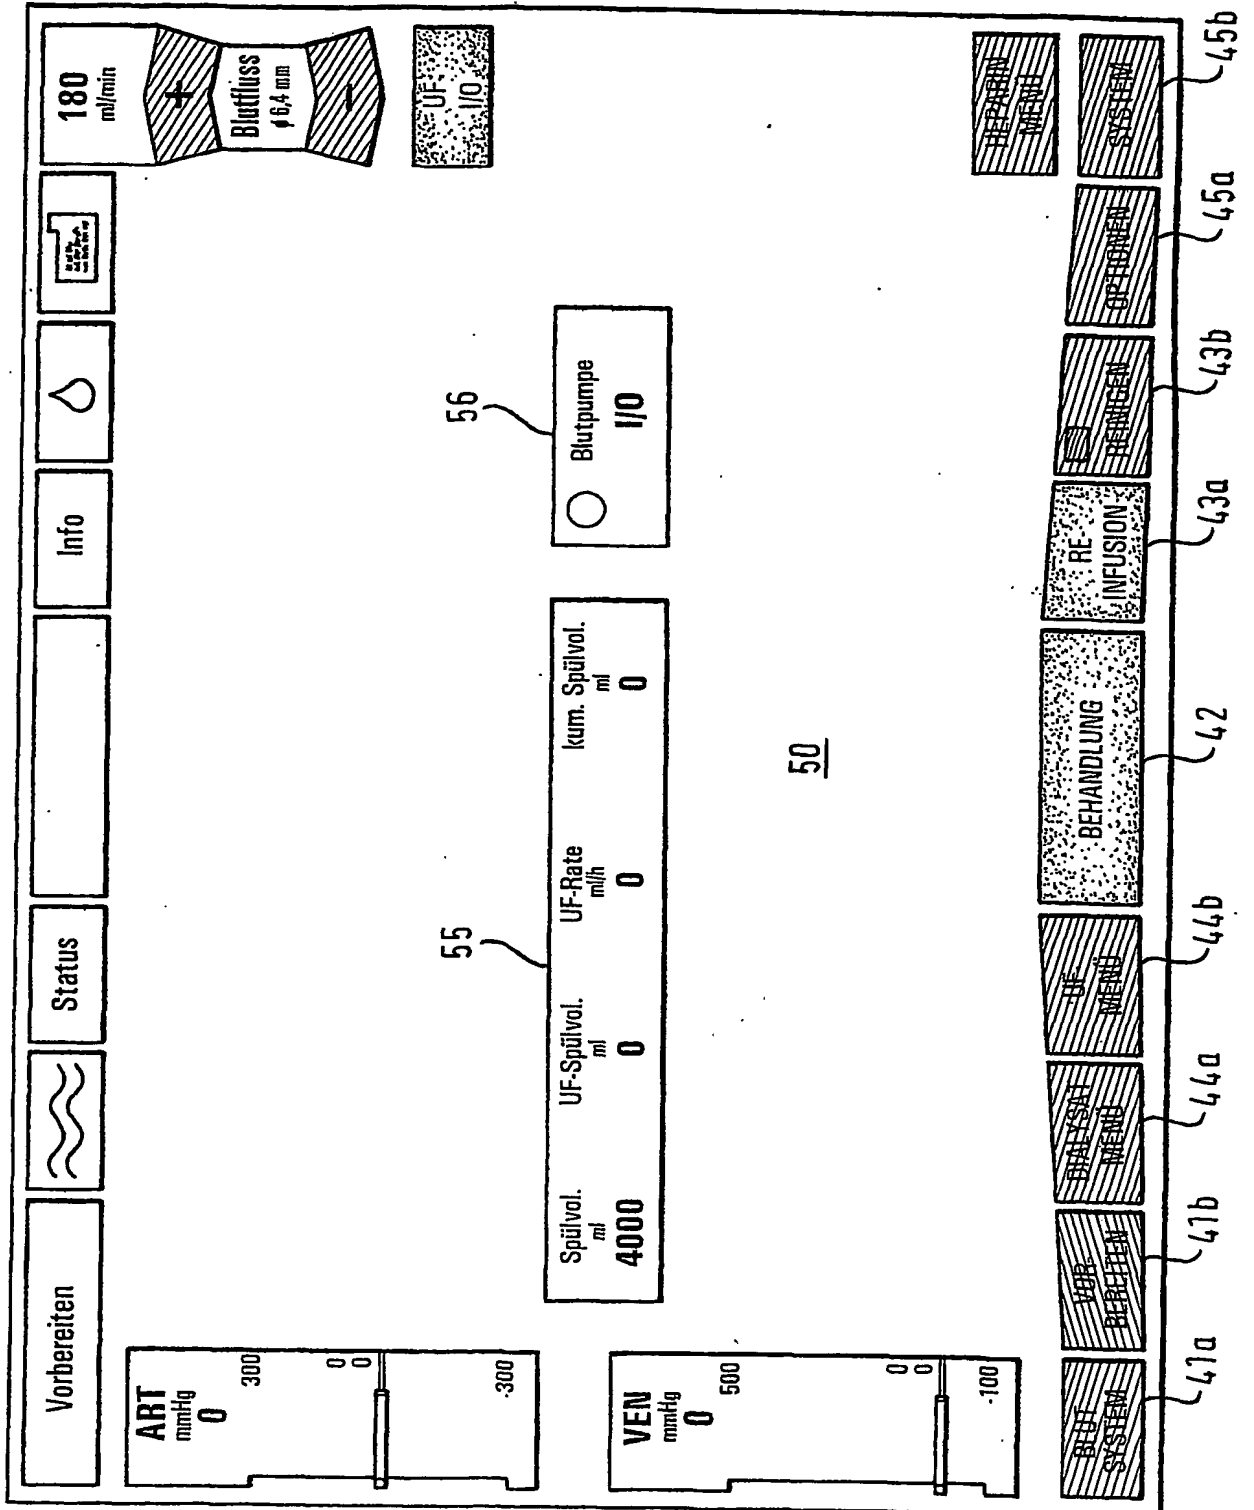 Vorbereiten
Status
Info
180
ml/min
+
Blutfluss
ϕ 6,4 mm
−
UF
I/O
ART
mmHg
0
300
0
0
-300
VEN
mmHg
0
500
0
0
-100
55
Spülvol.
ml
4000
UF-Spülvol.
ml
0
UF-Rate
ml/h
0
kum. Spülvol.
ml
0
56
Blutpumpe
I/O
50
HEPARIN
MENÜ
BLUT
SYSTEM
VOR-
BEREITEN
DIALYSAT
MENÜ
UF-
MENÜ
BEHANDLUNG
RE-
INFUSION
REINIGEN
OPTIONEN
SYSTEM
41a
41b
44a
44b
42
43a
43b
45a
45b